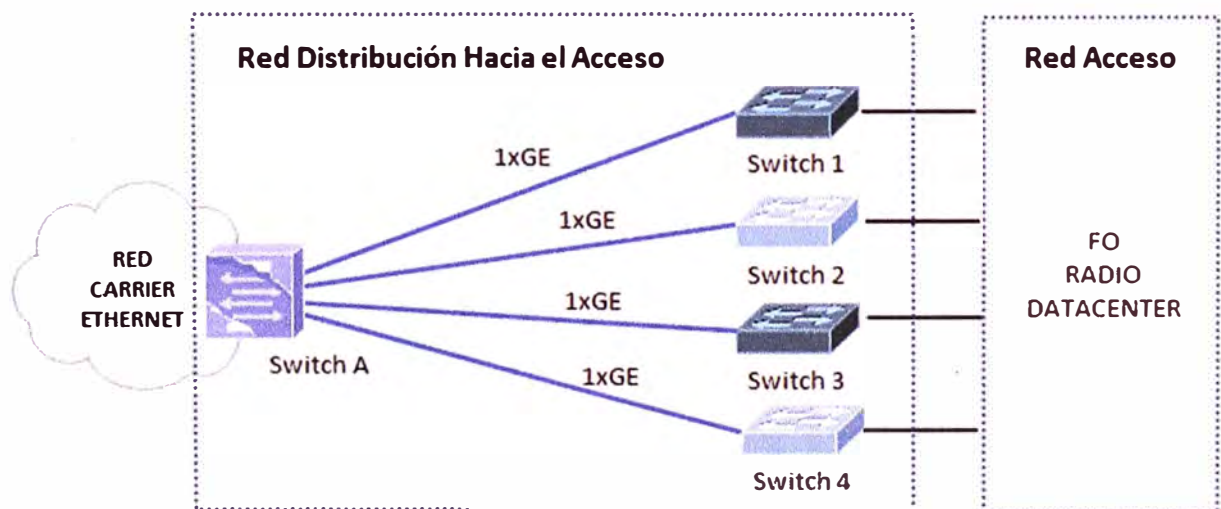 Red Distribución Hacia el Acceso
Red Acceso
1xGE
Switch 1
1xGE
Switch 2
RED
CARRIER
ETHERNET
Switch A
1xGE
Switch 3
1xGE
Switch 4
FO
RADIO
DATACENTER